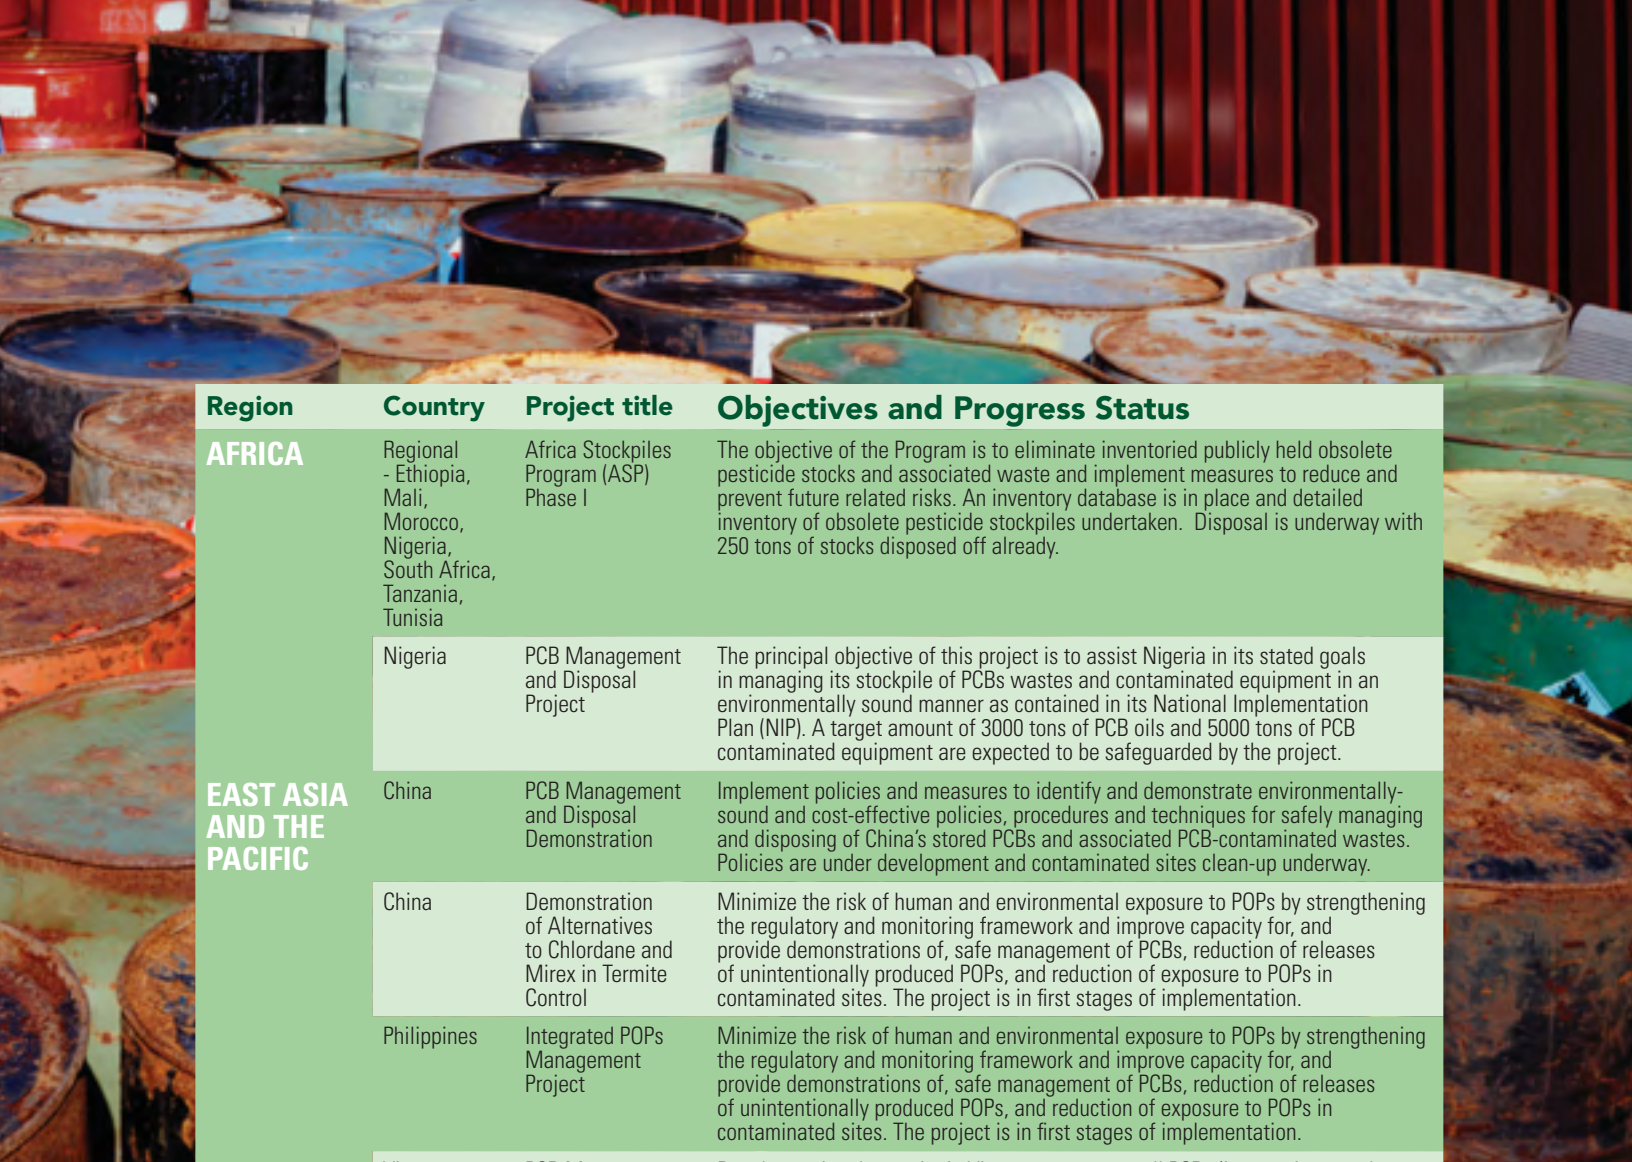 Region Country Project title Objectives and Progress Status
AFRICA
Regional
- Ethiopia,
Mali,
Morocco,
Nigeria,
South Africa,
Tanzania,
Tunisia
Africa Stockpiles
Program (ASP)
Phase I
The objective of the Program is to eliminate inventoried publicly held obsolete
pesticide stocks and associated waste and implement measures to reduce and
prevent future related risks. An inventory database is in place and detailed
inventory of obsolete pesticide stockpiles undertaken. Disposal is underway with
250 tons of stocks disposed off already.
Nigeria
PCB Management
and Disposal
Project
The principal objective of this project is to assist Nigeria in its stated goals
in managing its stockpile of PCBs wastes and contaminated equipment in an
environmentally sound manner as contained in its National Implementation
Plan (NIP). A target amount of 3000 tons of PCB oils and 5000 tons of PCB
contaminated equipment are expected to be safeguarded by the project.
EAST ASIA
AND THE
PACIFIC
China
PCB Management
and Disposal
Demonstration
Implement policies and measures to identify and demonstrate environmentally-
sound and cost-effective policies, procedures and techniques for safely managing
and disposing of China's stored PCBs and associated PCB-contaminated wastes.
Policies are under development and contaminated sites clean-up underway.
China
Demonstration
of Alternatives
to Chlordane and
Mirex in Termite
Control
Minimize the risk of human and environmental exposure to POPs by strengthening
the regulatory and monitoring framework and improve capacity for, and
provide demonstrations of, safe management of PCBs, reduction of releases
of unintentionally produced POPs, and reduction of exposure to POPs in
contaminated sites. The project is in first stages of implementation.
Philippines
Integrated POPs
Management
Project
Minimize the risk of human and environmental exposure to POPs by strengthening
the regulatory and monitoring framework and improve capacity for, and
provide demonstrations of, safe management of PCBs, reduction of releases
of unintentionally produced POPs, and reduction of exposure to POPs in
contaminated sites. The project is in first stages of implementation.